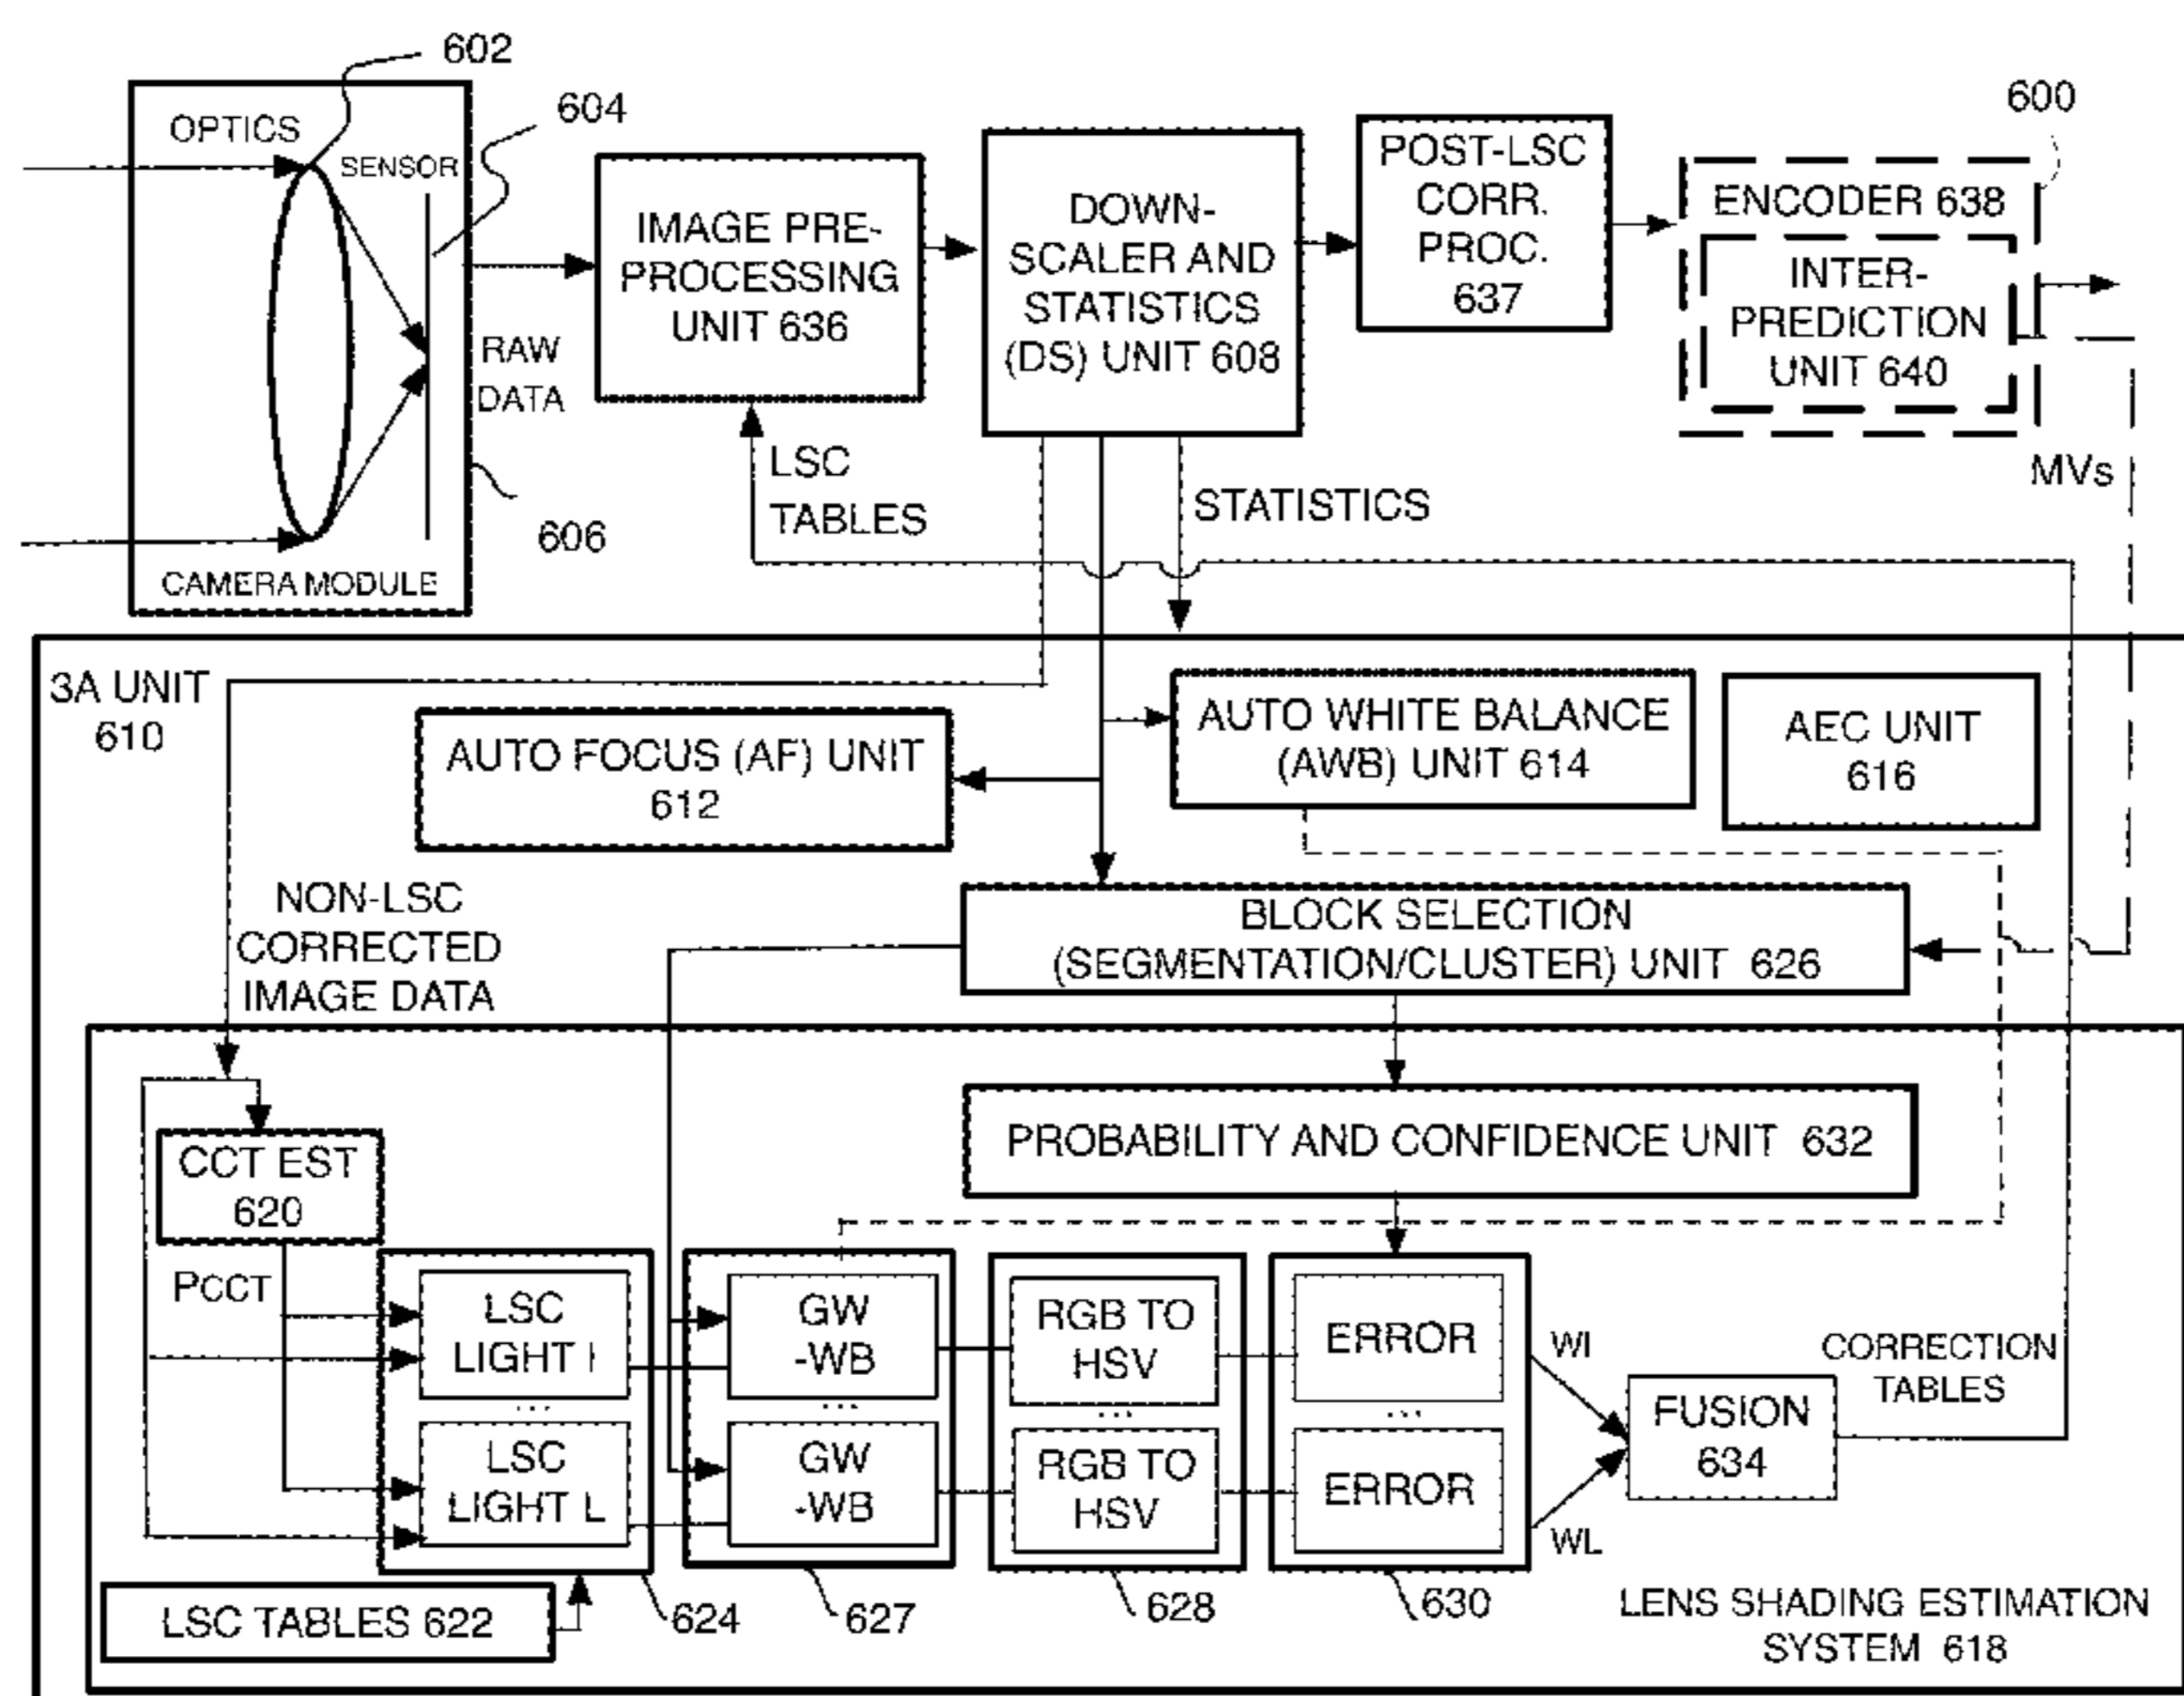 602
600
OPTICS
604
SENSOR
RAW
DATA
606
CAMERA MODULE
IMAGE PRE-
PROCESSING
UNIT 636
DOWN-
SCALER AND
STATISTICS
(DS) UNIT 608
POST-LSC
CORR.
PROC.
637
ENCODER 638
INTER-
PREDICTION
UNIT 640
LSC
TABLES
STATISTICS
MVs
3A UNIT
610
AUTO FOCUS (AF) UNIT
612
AUTO WHITE BALANCE
(AWB) UNIT 614
AEC UNIT
616
NON-LSC
CORRECTED
IMAGE DATA
BLOCK SELECTION
(SEGMENTATION/CLUSTER) UNIT 626
PROBABILITY AND CONFIDENCE UNIT 632
CCT EST
620
PCCT
LSC
LIGHT I
...
LSC
LIGHT L
GW
-WB
...
GW
-WB
RGB TO
HSV
...
RGB TO
HSV
ERROR
...
ERROR
WI
WL
FUSION
634
CORRECTION
TABLES
LSC TABLES 622
624
627
628
630
LENS SHADING ESTIMATION
SYSTEM 618